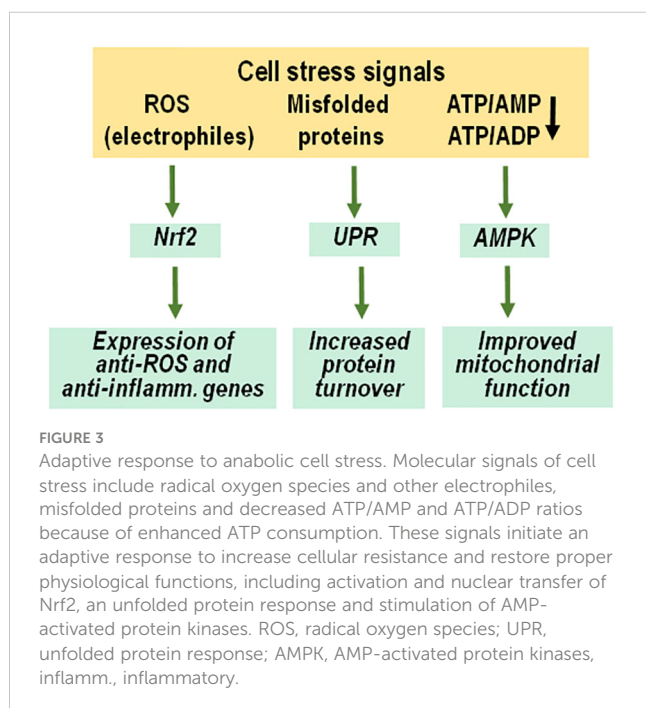 Cell stress signals
ROS
(electrophiles)
Misfolded
proteins
ATP/AMP
ATP/ADP
Nrf2
UPR
AMPK
Expression of
anti-ROS and
anti-inflamm. genes
Increased
protein
turnover
Improved
mitochondrial
function
FIGURE 3
Adaptive response to anabolic cell stress. Molecular signals of cell
stress include radical oxygen species and other electrophiles,
misfolded proteins and decreased ATP/AMP and ATP/ADP ratios
because of enhanced ATP consumption. These signals initiate an
adaptive response to increase cellular resistance and restore proper
physiological functions, including activation and nuclear transfer of
Nrf2, an unfolded protein response and stimulation of AMP-
activated protein kinases. ROS, radical oxygen species; UPR,
unfolded protein response; AMPK, AMP-activated protein kinases,
inflamm., inflammatory.